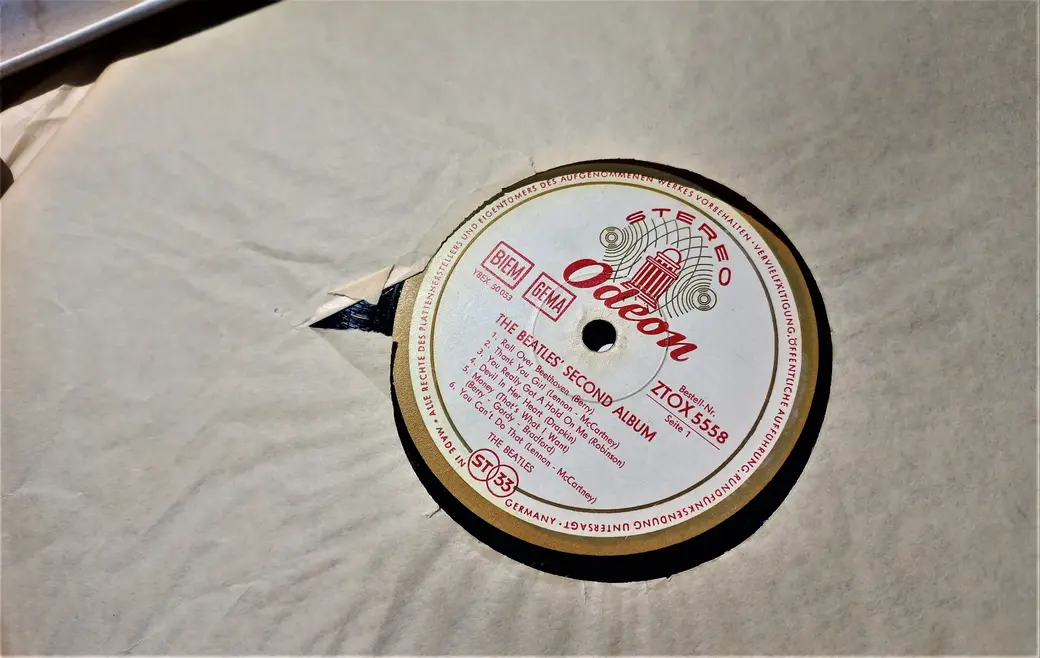 STEREO
Odeon
BIEM
GEMA
YBEX 50 053
Bestell-Nr.
ZTOX 5558
Seite 1
THE BEATLES' SECOND ALBUM
1. Roll Over Beethoven (Berry)
2. Thank You Girl (Lennon - McCartney)
3. You Really Got A Hold On Me (Robinson)
4. Devil In Her Heart (Drapkin)
5. Money (That's What I Want)
(Berry - Gordy - Bradford)
6. You Can't Do That (Lennon - McCartney)
THE BEATLES
ST 33
• ALLE RECHTE DES PLATTENHERSTELLERS UND EIGENTÜMERS DES AUFGENOMMENEN WERKES VORBEHALTEN • VERVIELFÄLTIGUNG, ÖFFENTLICHE AUFFÜHRUNG, RUNDFUNKSENDUNG UNTERSAGT •
MADE IN GERMANY